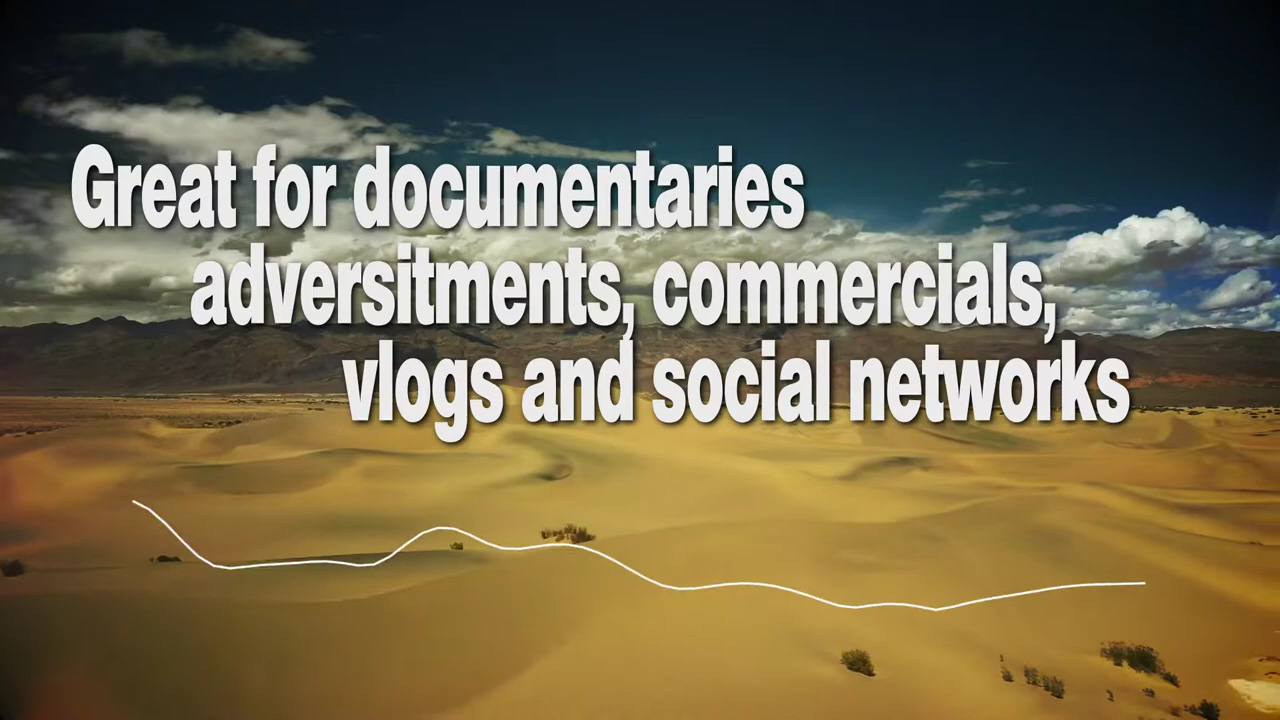 Great for documentaries
adversitments, commercials,
vlogs and social networks